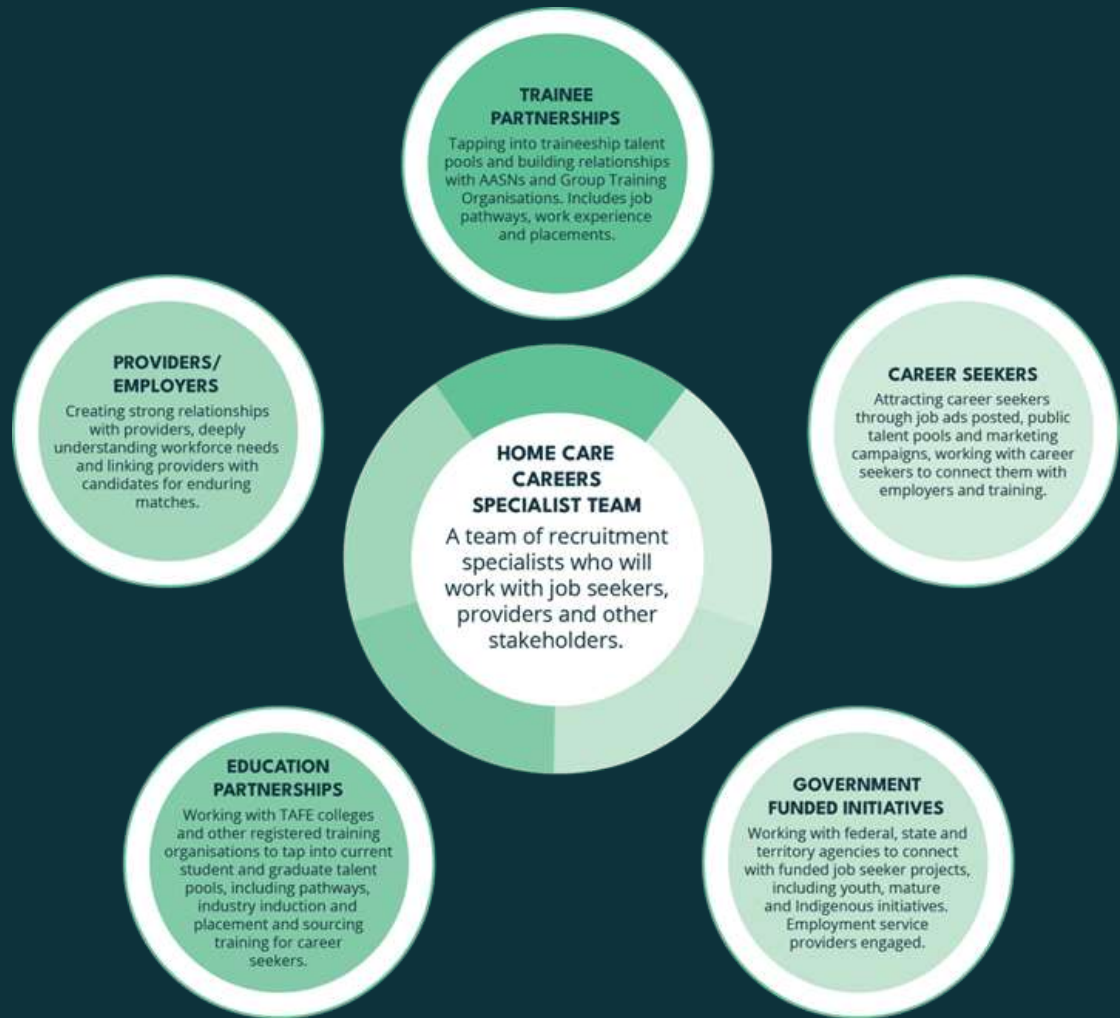 TRAINEE
PARTNERSHIPS
Tapping into traineeship talent
pools and building relationships
with AASNs and Group Training
Organisations. Includes job
pathways, work experience
and placements.
PROVIDERS/
EMPLOYERS
Creating strong relationships
with providers, deeply
understanding workforce needs
and linking providers with
candidates for enduring
matches.
CAREER SEEKERS
Attracting career seekers
through job ads posted, public
talent pools and marketing
campaigns, working with career
seekers to connect them with
employers and training.
HOME CARE
CAREERS
SPECIALIST TEAM
A team of recruitment
specialists who will
work with job seekers,
providers and other
stakeholders.
EDUCATION
PARTNERSHIPS
Working with TAFE colleges
and other registered training
organisations to tap into current
student and graduate talent
pools, including pathways,
industry induction and
placement and sourcing
training for career
seekers.
GOVERNMENT
FUNDED INITIATIVES
Working with federal, state and
territory agencies to connect
with funded job seeker projects,
including youth, mature
and Indigenous initiatives.
Employment service
providers engaged.